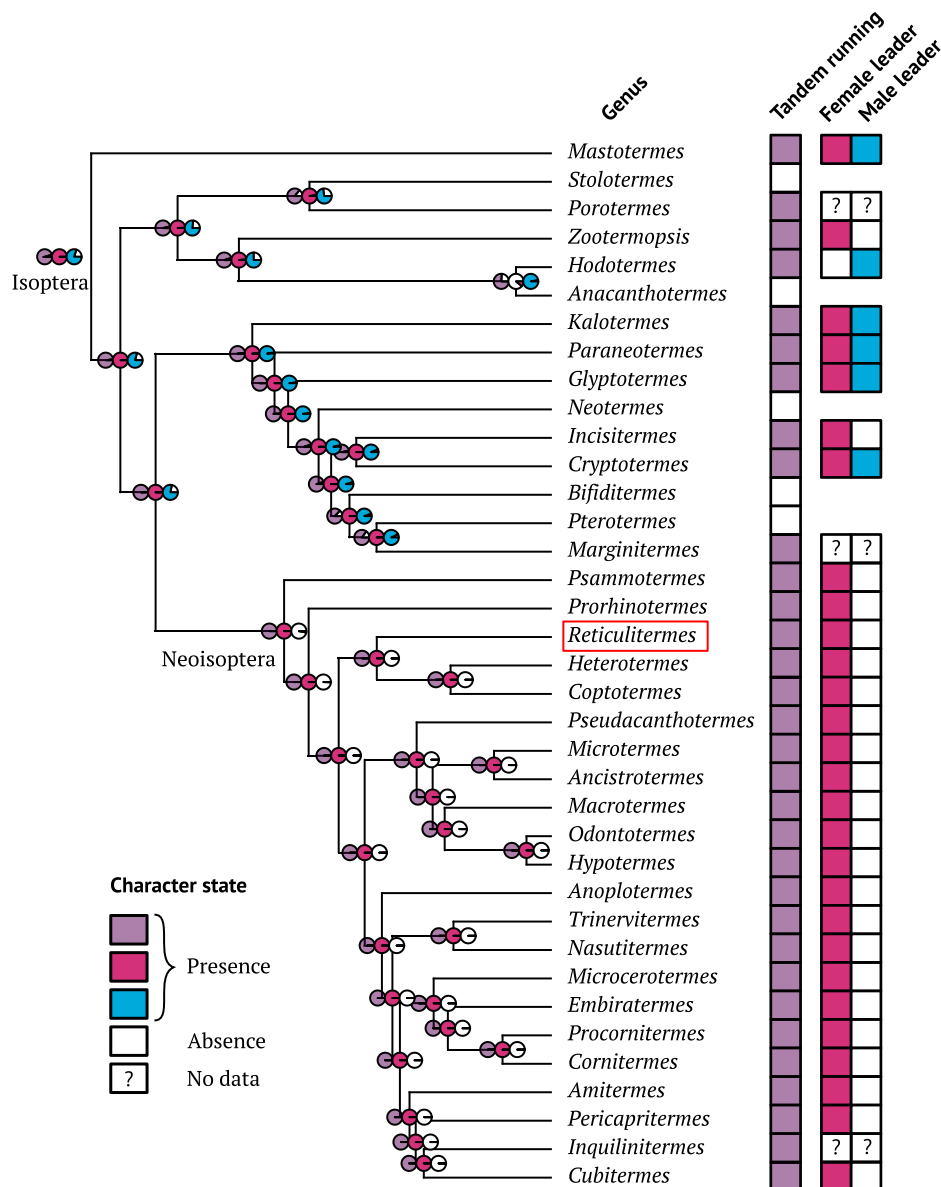 Genus
Tandem running
Female leader
Male leader
Mastotermes
Stolotermes
Porotermes
? ?
Zootermopsis
Hodotermes
Isoptera
Anacanthotermes
Kalotermes
Paraneotermes
Glyptotermes
Neotermes
Incisitermes
Cryptotermes
Bifiditermes
Pterotermes
Marginitermes
? ?
Psammotermes
Prorhinotermes
Reticulitermes
Neoisoptera
Heterotermes
Coptotermes
Pseudacanthotermes
Microtermes
Ancistrotermes
Macrotermes
Odontotermes
Hypotermes
Anoplotermes
Trinervitermes
Nasutitermes
Microcerotermes
Embiratermes
Procornitermes
Cornitermes
Amitermes
Pericapritermes
Inquilinitermes
? ?
Cubitermes
Character state
Presence
Absence
? No data